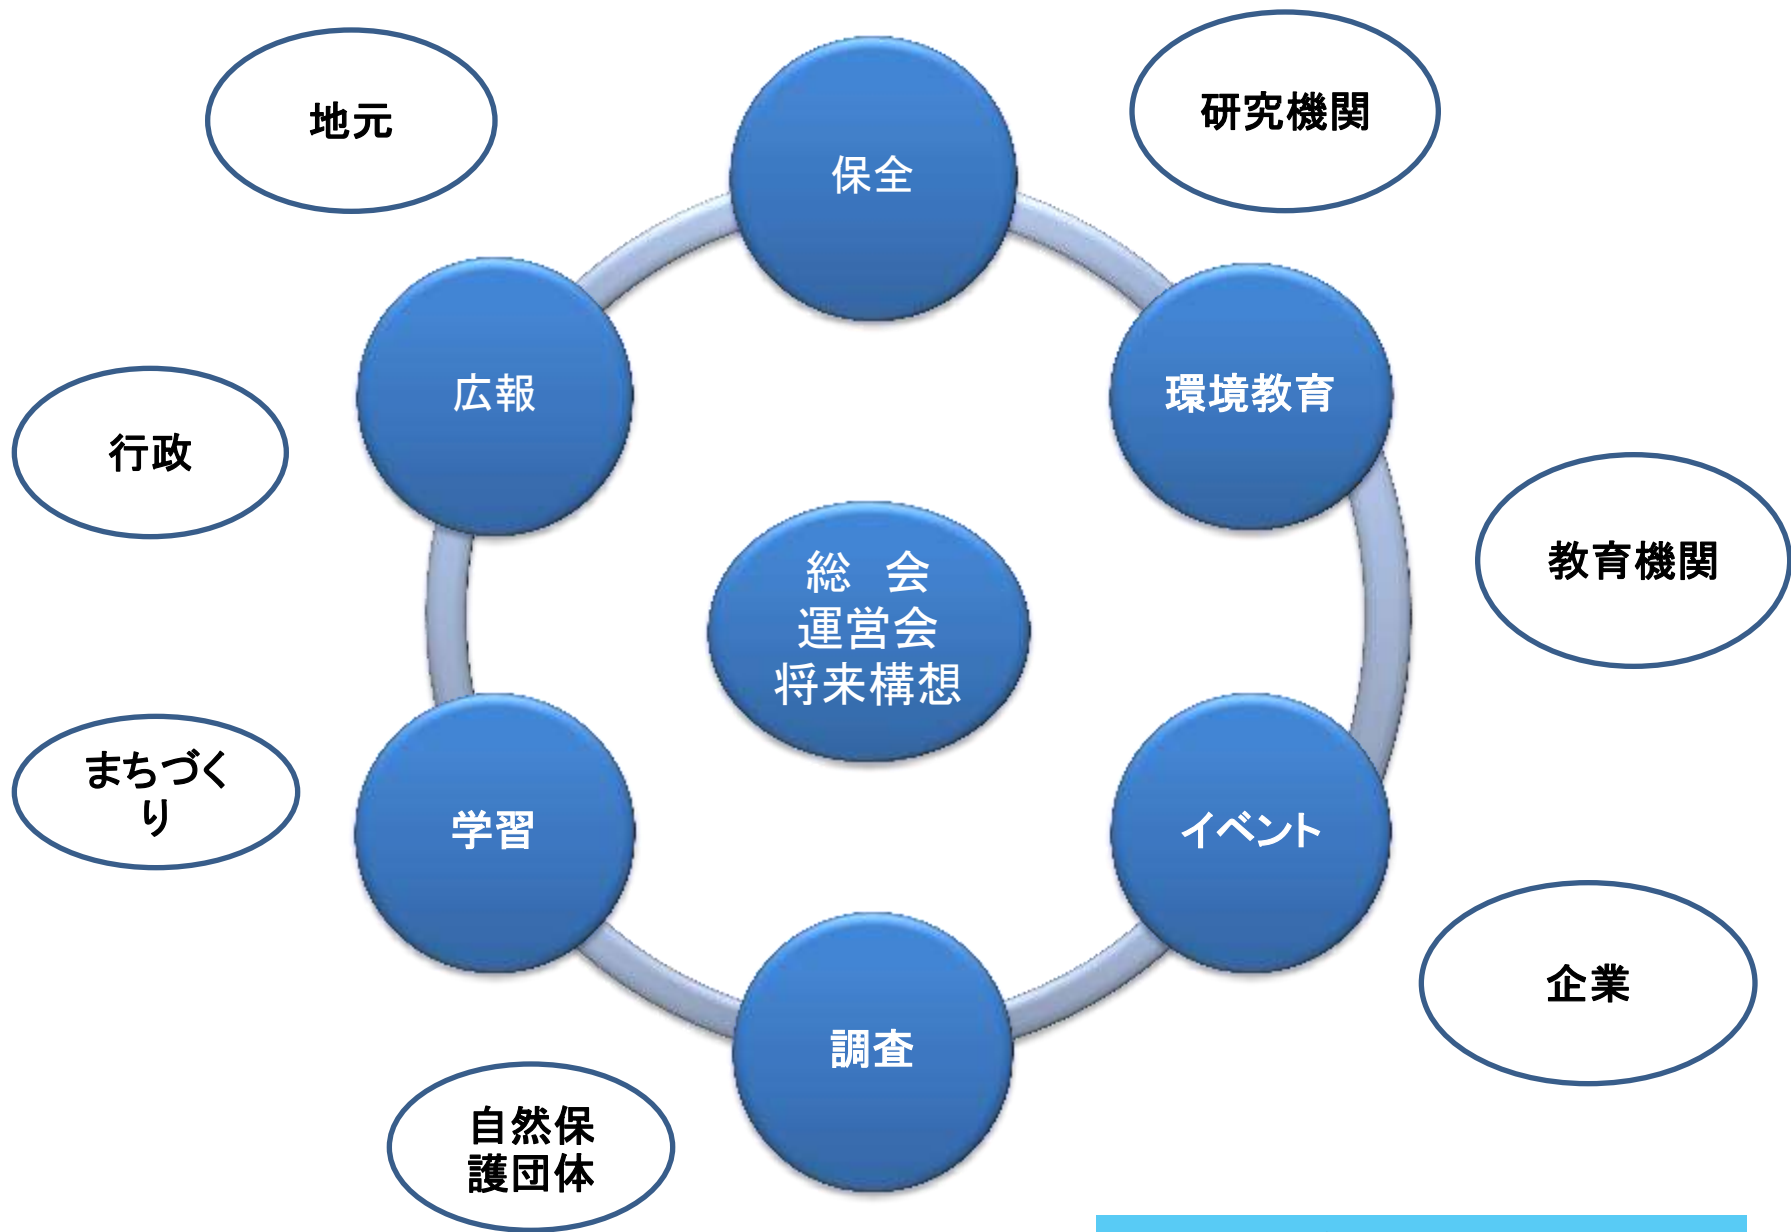 地元
研究機関
保全
広報
環境教育
行政
教育機関
総　会
運営会
将来構想
まちづく
り
学習
イベント
企業
調査
自然保
護団体